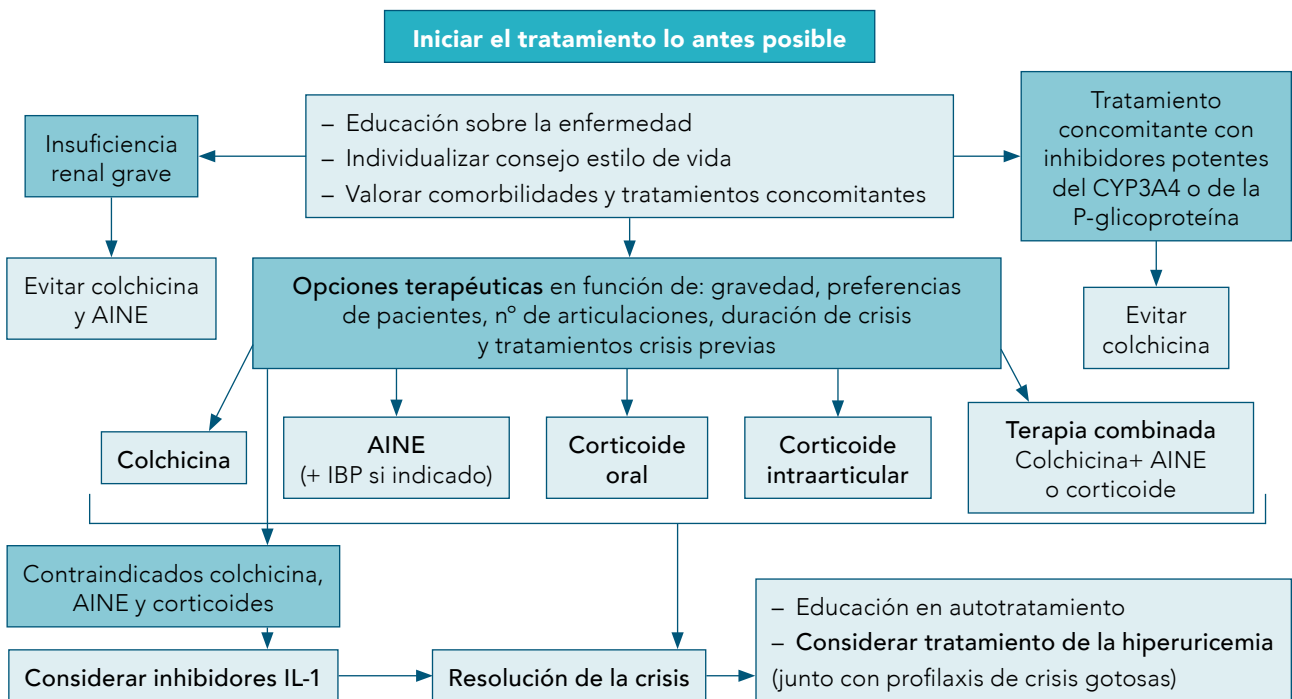 Iniciar el tratamiento lo antes posible
– Educación sobre la enfermedad
– Individualizar consejo estilo de vida
– Valorar comorbilidades y tratamientos concomitantes
Insuficiencia
renal grave
Tratamiento
concomitante con
inhibidores potentes
del CYP3A4 o de la
P-glicoproteína
Evitar colchicina
y AINE
Opciones terapéuticas en función de: gravedad, preferencias
de pacientes, nº de articulaciones, duración de crisis
y tratamientos crisis previas
Evitar
colchicina
Colchicina
AINE
(+ IBP si indicado)
Corticoide
oral
Corticoide
intraarticular
Terapia combinada
Colchicina+ AINE
o corticoide
Contraindicados colchicina,
AINE y corticoides
Considerar inhibidores IL-1
Resolución de la crisis
– Educación en autotratamiento
– Considerar tratamiento de la hiperuricemia
(junto con profilaxis de crisis gotosas)